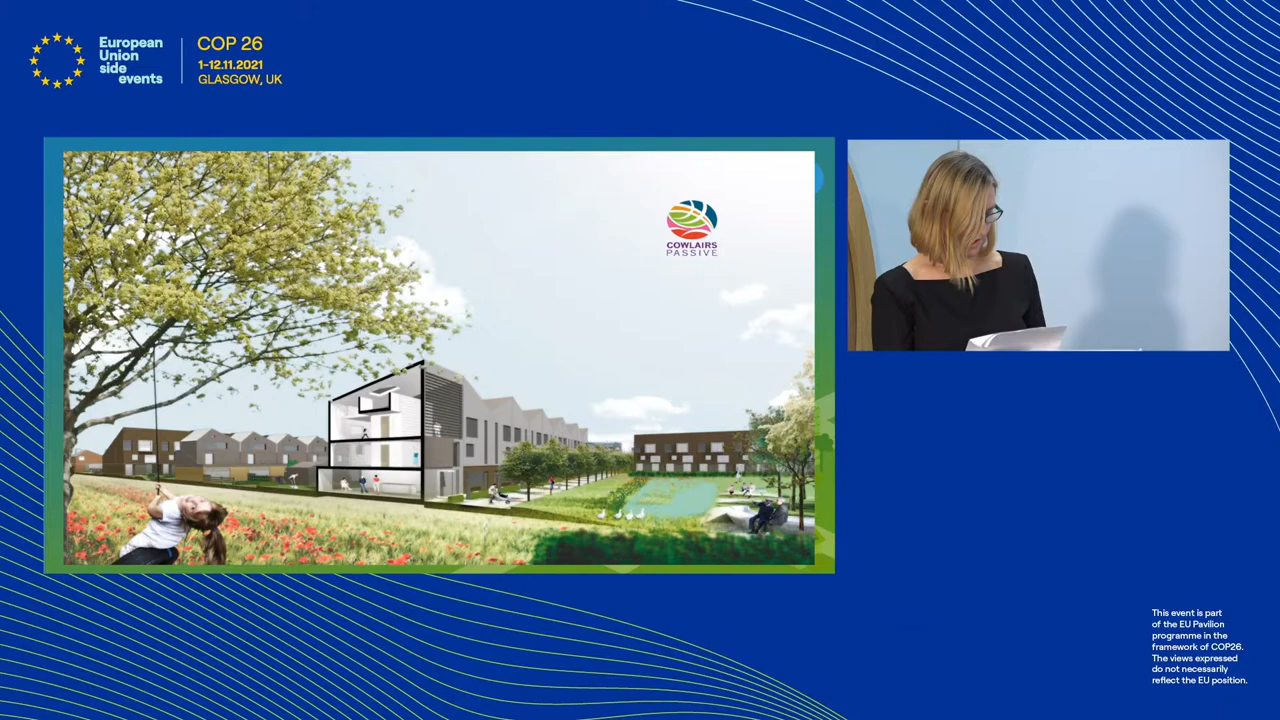 European
Union
side
events
COP 26
1-12.11.2021
GLASGOW, UK
COWLAIRS
PASSIVE
This event is part
of the EU Pavilion
programme in the
framework of COP26.
The views expressed
do not necessarily
reflect the EU position.